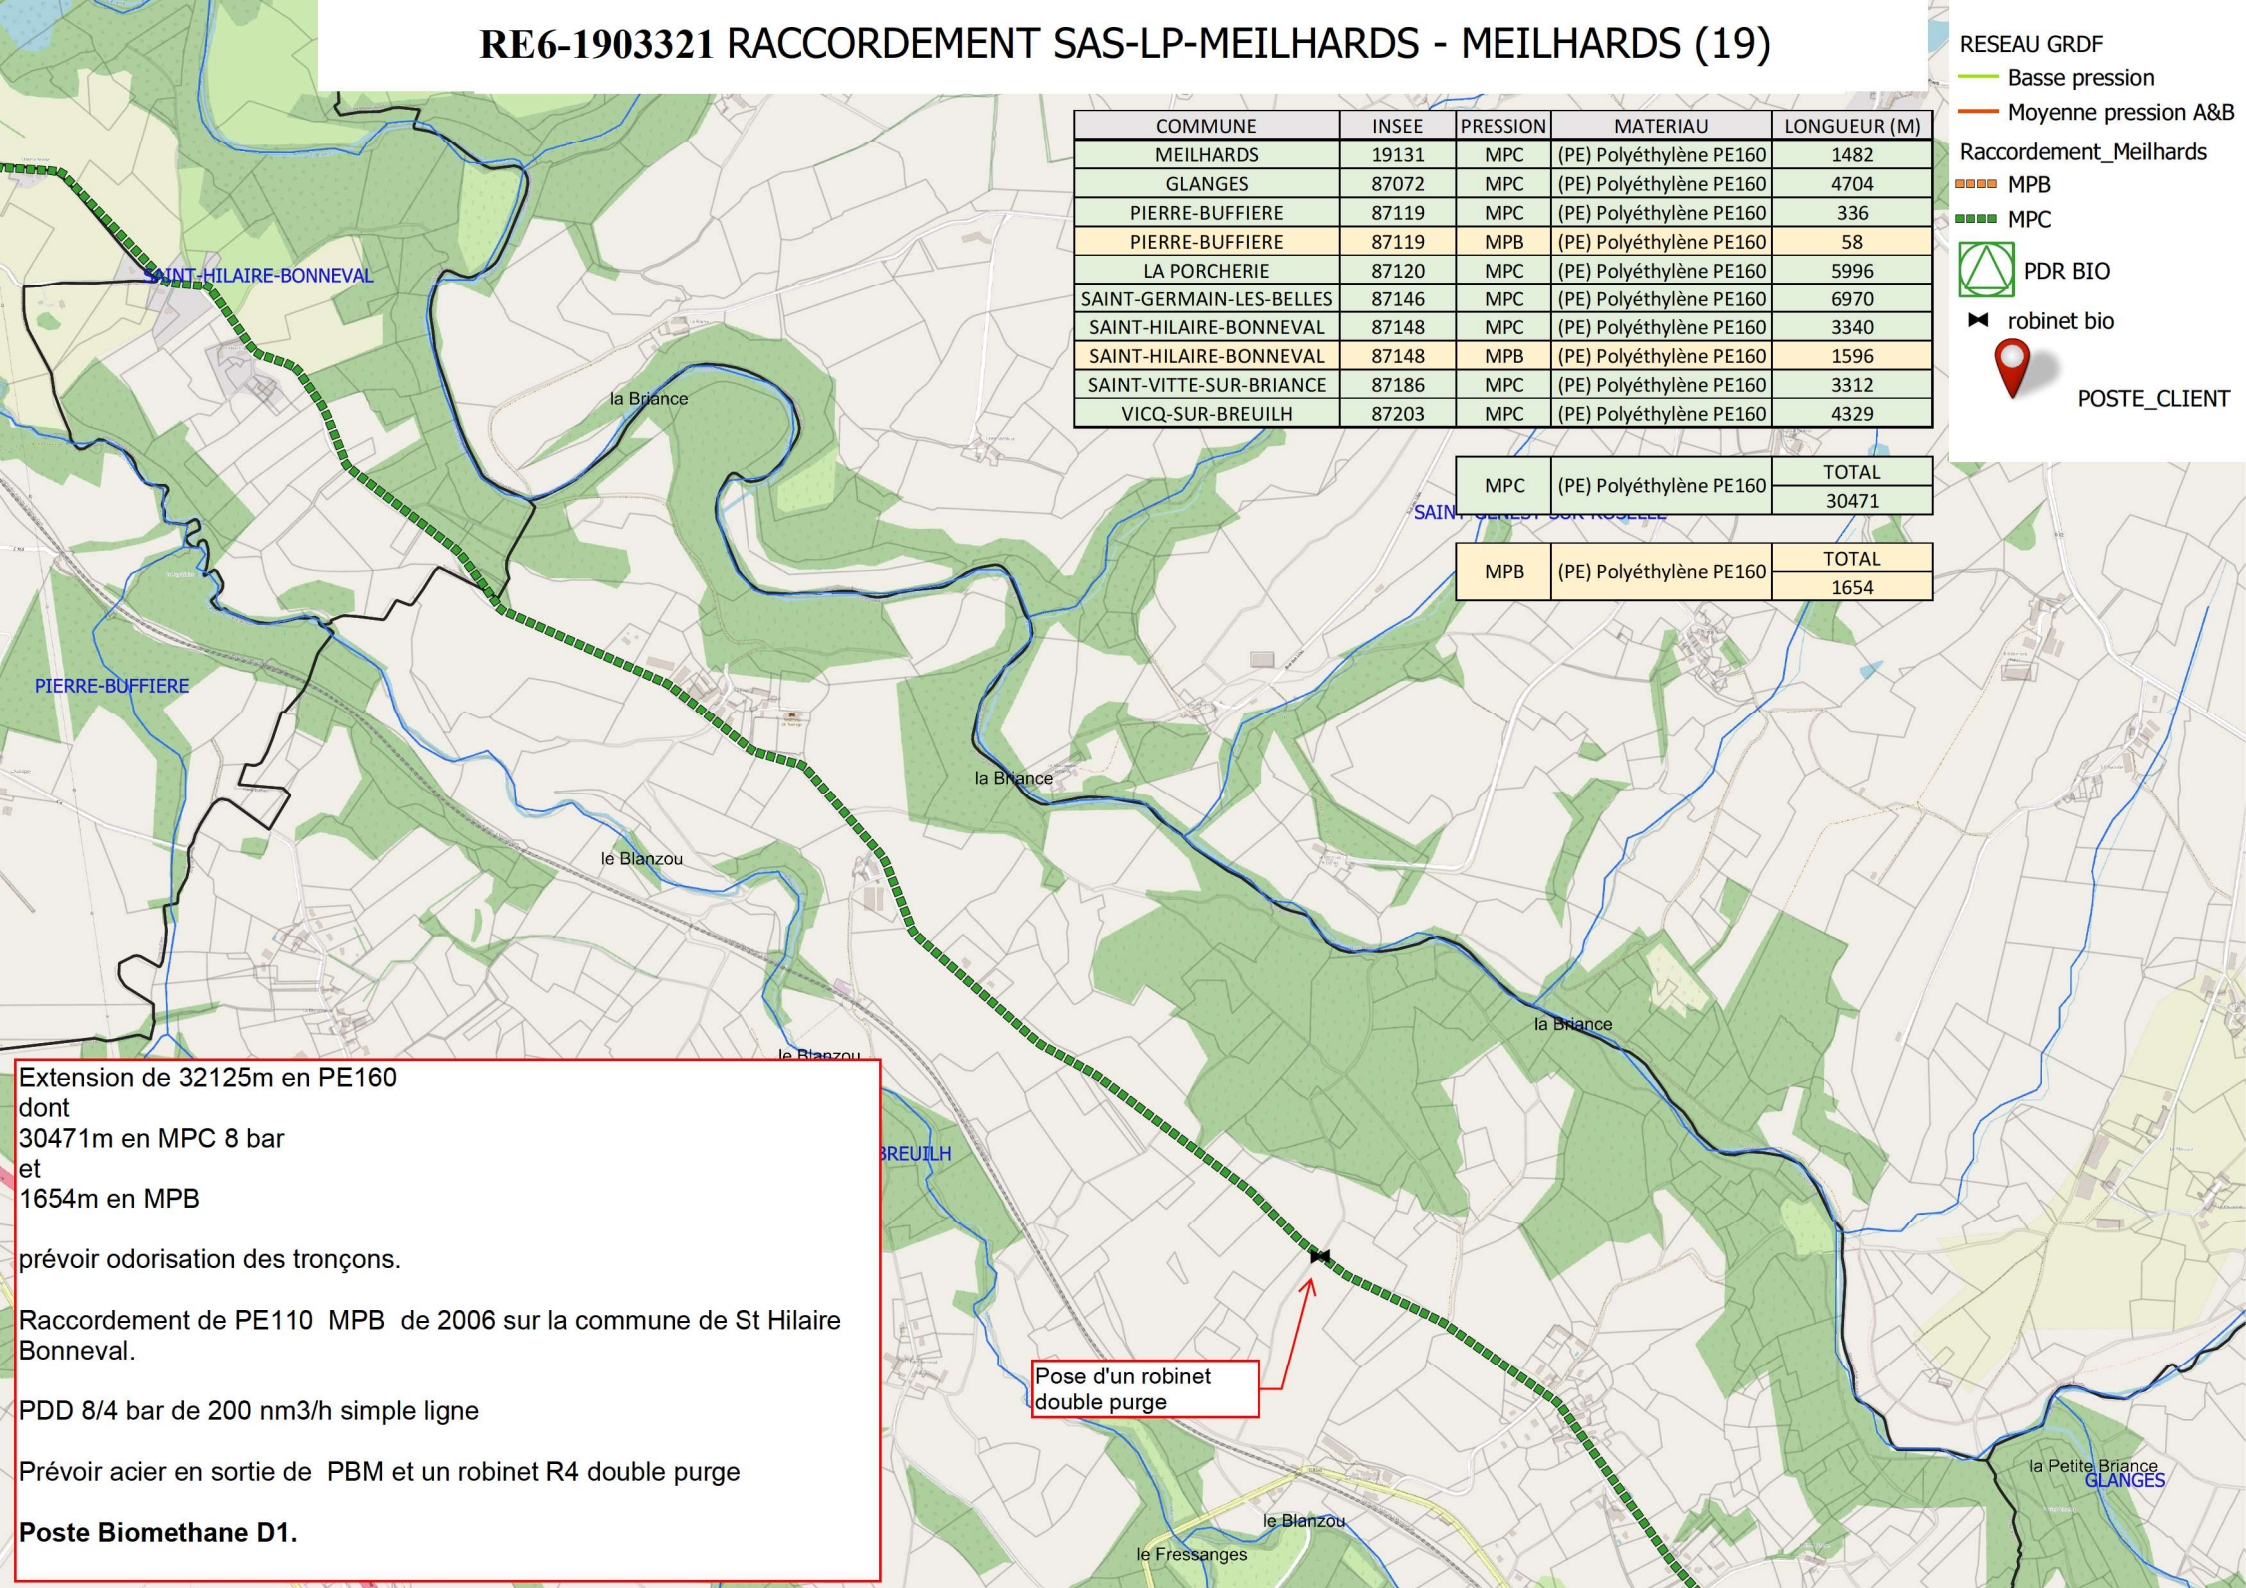 RE6-1903321 RACCORDEMENT SAS-LP-MEILHARDS - MEILHARDS (19)
RESEAU GRDF
Basse pression
Moyenne pression A&B
Raccordement_Meilhards
MPB
MPC
PDR BIO
robinet bio
POSTE_CLIENT
COMMUNE INSEE PRESSION MATERIAU LONGUEUR (M)
MEILHARDS 19131 MPC (PE) Polyéthylène PE160 1482
GLANGES 87072 MPC (PE) Polyéthylène PE160 4704
PIERRE-BUFFIERE 87119 MPC (PE) Polyéthylène PE160 336
PIERRE-BUFFIERE 87119 MPB (PE) Polyéthylène PE160 58
LA PORCHERIE 87120 MPC (PE) Polyéthylène PE160 5996
SAINT-GERMAIN-LES-BELLES 87146 MPC (PE) Polyéthylène PE160 6970
SAINT-HILAIRE-BONNEVAL 87148 MPC (PE) Polyéthylène PE160 3340
SAINT-HILAIRE-BONNEVAL 87148 MPB (PE) Polyéthylène PE160 1596
SAINT-VITTE-SUR-BRIANCE 87186 MPC (PE) Polyéthylène PE160 3312
VICQ-SUR-BREUILH 87203 MPC (PE) Polyéthylène PE160 4329
MPC (PE) Polyéthylène PE160 TOTAL
30471
MPB (PE) Polyéthylène PE160 TOTAL
1654
SAINT-HILAIRE-BONNEVAL
la Briance
SAINT-GENEST-SUR-ROSELLE
PIERRE-BUFFIERE
la Briance
le Blanzou
la Briance
le Blanzou
BREUILH
Extension de 32125m en PE160
dont
30471m en MPC 8 bar
et
1654m en MPB
prévoir odorisation des tronçons.
Raccordement de PE110 MPB de 2006 sur la commune de St Hilaire
Bonneval.
PDD 8/4 bar de 200 nm3/h simple ligne
Prévoir acier en sortie de PBM et un robinet R4 double purge
Poste Biomethane D1.
Pose d'un robinet
double purge
la Petite Briance
GLANGES
le Blanzou
le Fressanges